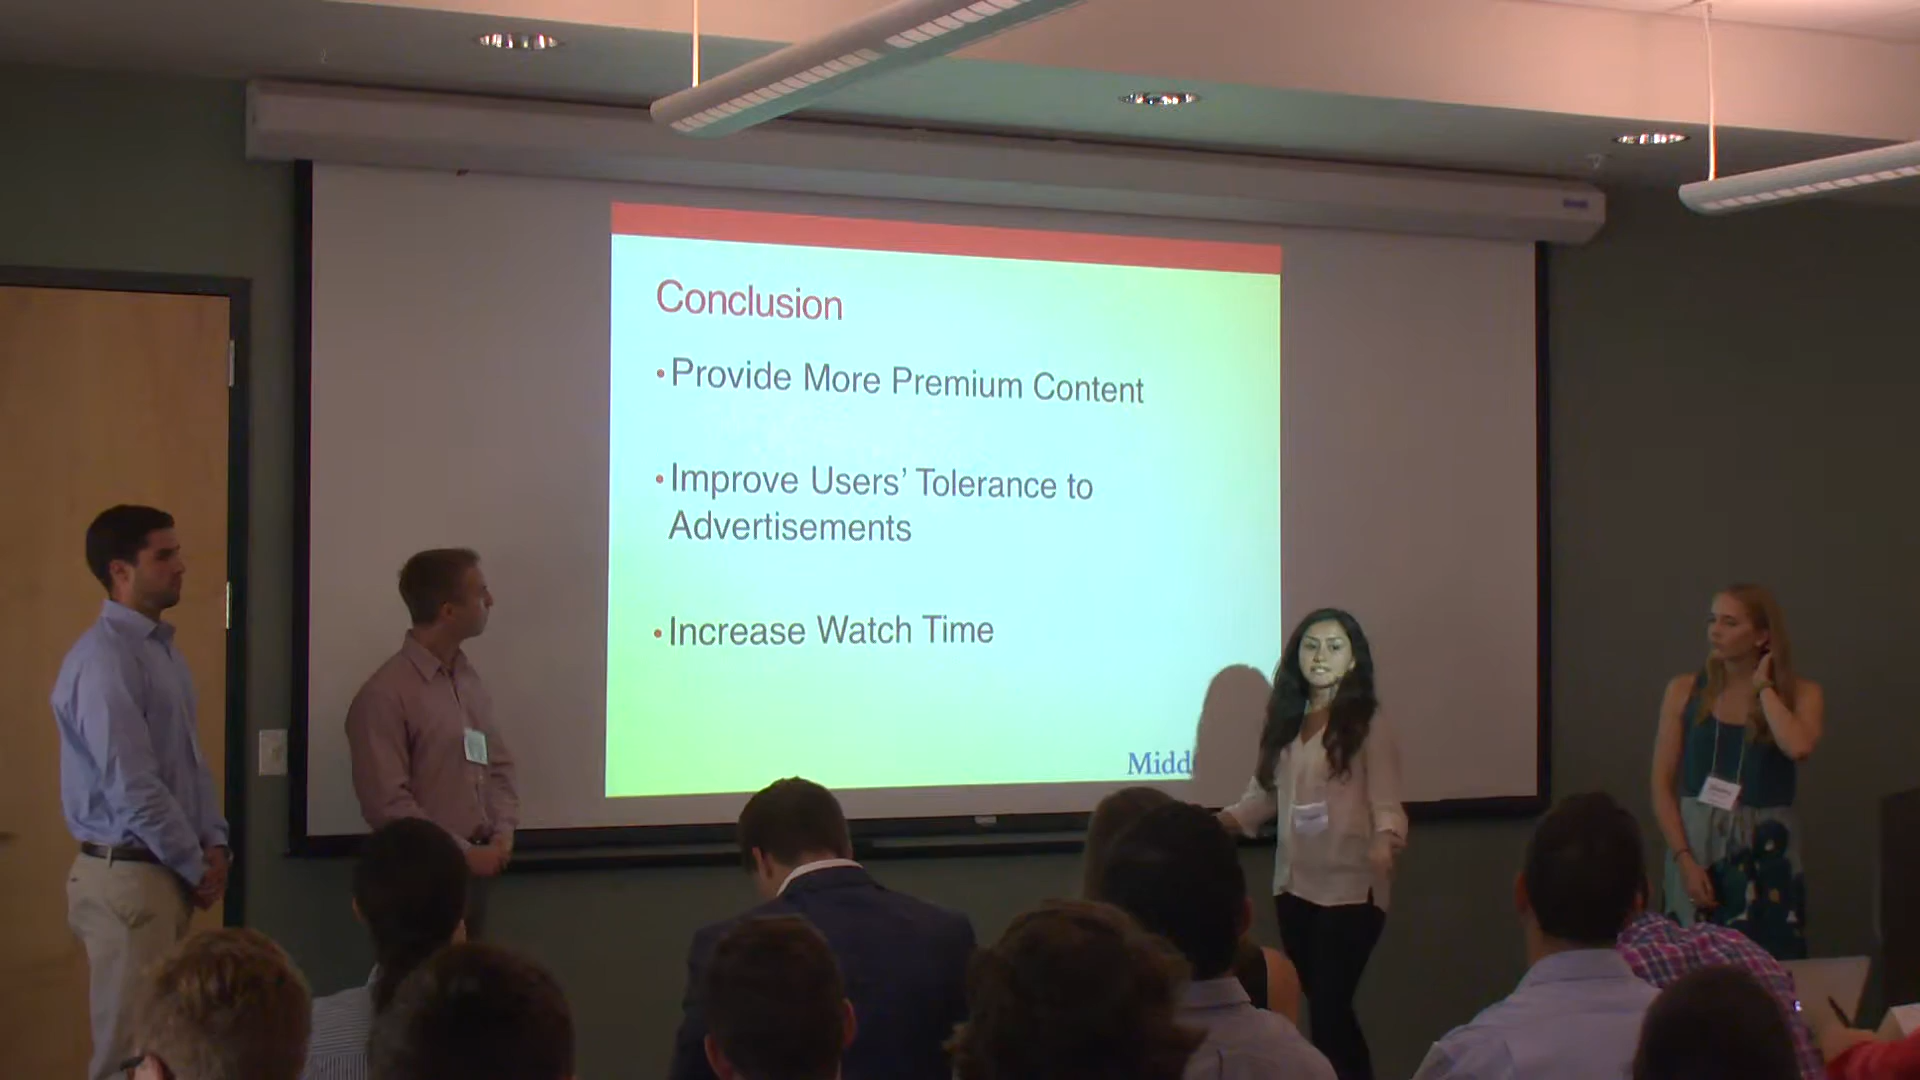 Conclusion
•Provide More Premium Content
•Improve Users’ Tolerance to
Advertisements
•Increase Watch Time
Midd